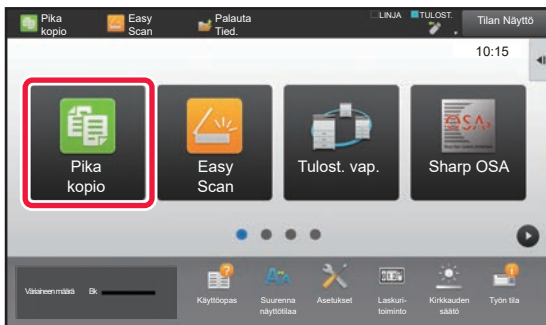 Pika
kopio
Easy
Scan
Palauta
Tied.
LINJA
TULOST.
Tilan Näyttö
10:15
Pika
kopio
Easy
Scan
Tulost. vap.
OSA
Sharp OSA
Väriaineen määrä
Bk
Käyttöopas
Suurenna
näyttötilaa
Asetukset
Laskuri-
toiminto
Kirkkauden
säätö
Työn tila